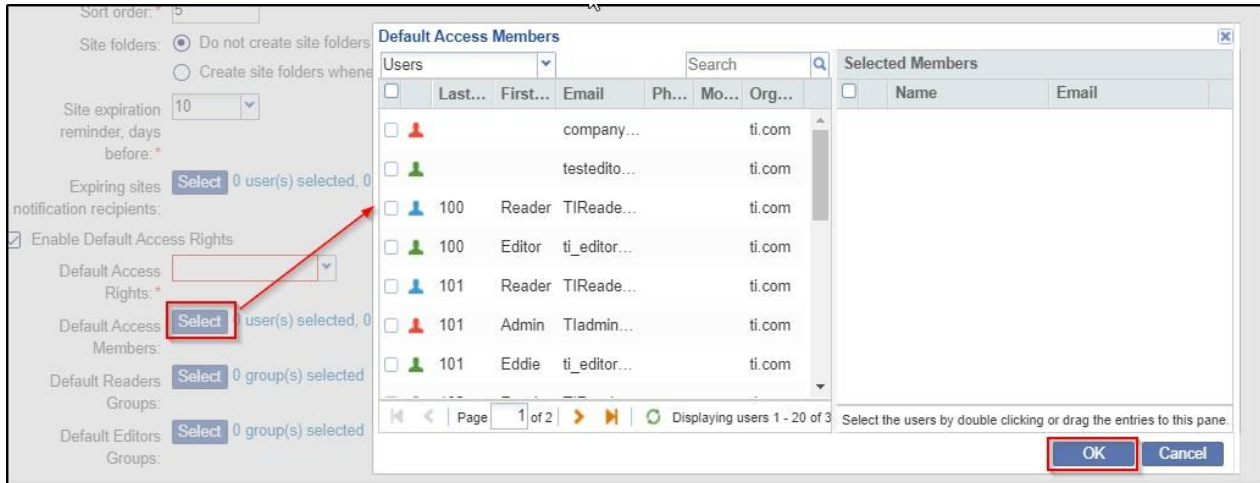 Sort order:* 5
Site folders: Do not create site folders
Create site folders whene
Site expiration reminder, days before:* 10
Expiring sites notification recipients: Select 0 user(s) selected, 0
Enable Default Access Rights
Default Access Rights:*
Default Access Members: Select 0 user(s) selected, 0
Default Readers Groups: Select 0 group(s) selected
Default Editors Groups: Select 0 group(s) selected
Default Access Members
Users Search
Last... First... Email Ph... Mo... Org...
company... ti.com
testedito... ti.com
100 Reader TIReade... ti.com
100 Editor ti_editor... ti.com
101 Reader TIReade... ti.com
101 Admin TIadmin... ti.com
101 Eddie ti_editor... ti.com
Page 1 of 2 Displaying users 1 - 20 of 3
Selected Members
Name Email
Select the users by double clicking or drag the entries to this pane.
OK Cancel